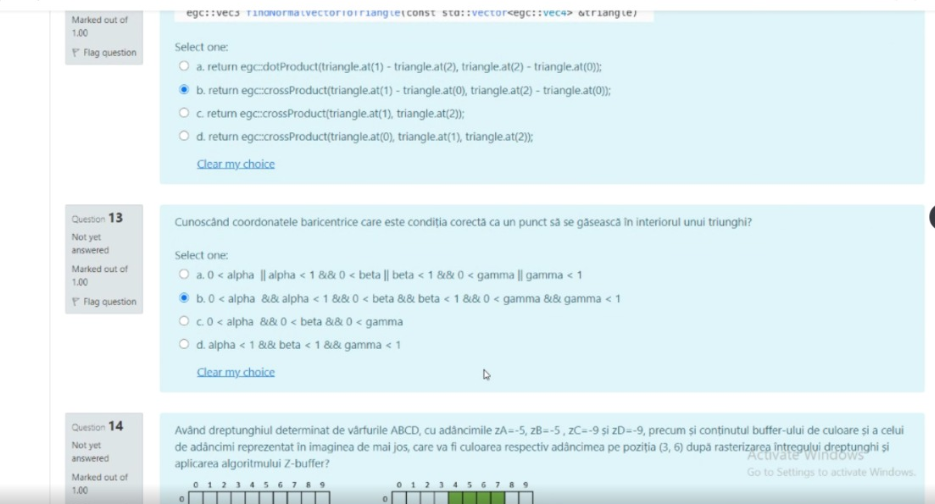 Marked out of
1.00
Flag question
egc::vec3 findNormalVectorToTriangle(const std::vector<egc::vec4> &triangle)
Select one:
a. return egc::dotProduct(triangle.at(1) - triangle.at(2), triangle.at(2) - triangle.at(0));
b. return egc::crossProduct(triangle.at(1) - triangle.at(0), triangle.at(2) - triangle.at(0));
c. return egc::crossProduct(triangle.at(1), triangle.at(2));
d. return egc::crossProduct(triangle.at(0), triangle.at(1), triangle.at(2));
Clear my choice
Question 13
Not yet
answered
Marked out of
1.00
Flag question
Cunoscând coordonatele baricentrice care este condiția corectă ca un punct să se găsească în interiorul unui triunghi?
Select one:
a. 0 < alpha || alpha < 1 && 0 < beta || beta < 1 && 0 < gamma || gamma < 1
b. 0 < alpha && alpha < 1 && 0 < beta && beta < 1 && 0 < gamma && gamma < 1
c. 0 < alpha && 0 < beta && 0 < gamma
d. alpha < 1 && beta < 1 && gamma < 1
Clear my choice
Question 14
Not yet
answered
Marked out of
1.00
Având dreptunghiul determinat de vârfurile ABCD, cu adâncimile zA=-5, zB=-5 , zC=-9 și zD=-9, precum și conținutul buffer-ului de culoare și a celui
de adâncimi reprezentat în imaginea de mai jos, care va fi culoarea respectiv adâncimea pe poziția (3, 6) după rasterizarea întregului dreptunghi și
aplicarea algoritmului Z-buffer?
Activate Windows
Go to Settings to activate Windows.
0 1 2 3 4 5 6 7 8 9
0 1 2 3 4 5 6 7 8 9
0
0